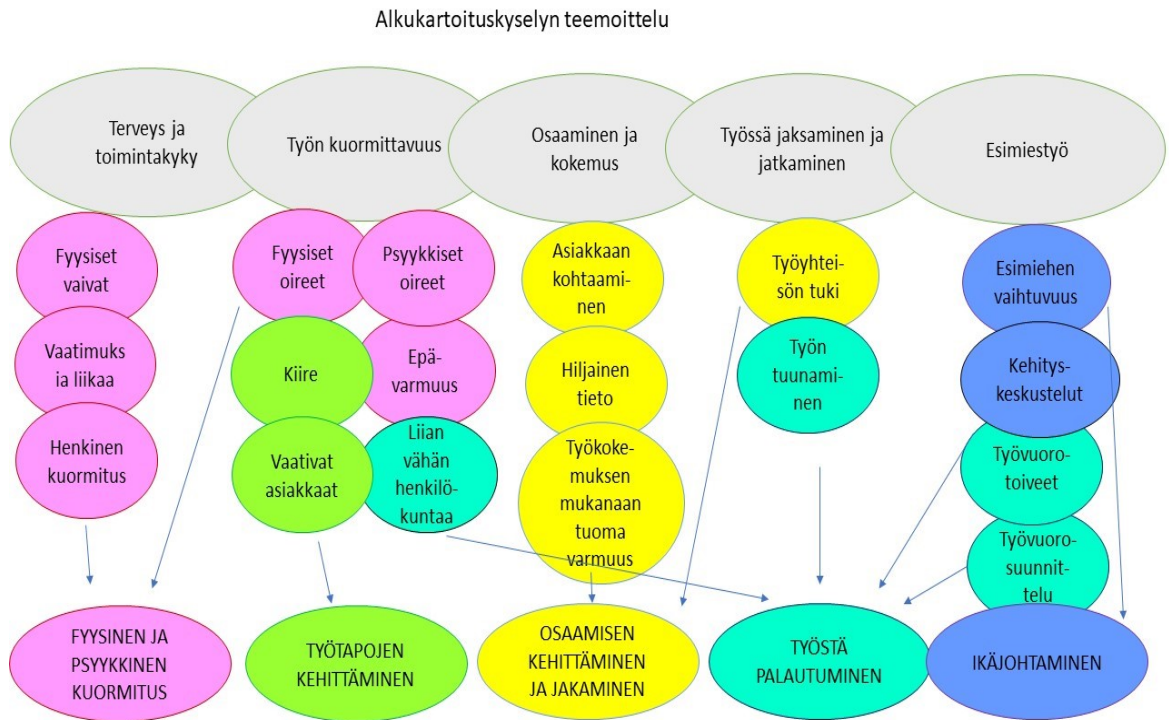 Alkukartoituskyselyn teemoittelu
Terveys ja
toimintakyky
Työn kuormittavuus
Osaaminen ja
kokemus
Työssä jaksaminen ja
jatkaminen
Esimiestyö
Fyysiset
vaivat
Vaatimuks
ia liikaa
Henkinen
kuormitus
Fyysiset
oireet
Psyykkiset
oireet
Kiire
Epä-
varmuus
Vaativat
asiakkaat
Liian
vähän
henkilö-
kuntaa
Asiakkaan
kohtaami-
nen
Hiljainen
tieto
Työkoke-
muksen
mukanaan
tuoma
varmuus
Työyhtei-
sön tuki
Työn
tuunami-
nen
Esimiehen
vaihtuvuus
Kehitys-
keskustelut
Työvuoro-
toiveet
Työvuoro-
suunnit-
telu
FYYSINEN JA
PSYYKKINEN
KUORMITUS
TYÖTAPOJEN
KEHITTÄMINEN
OSAAMISEN
KEHITTÄMINEN
JA JAKAMINEN
TYÖSTÄ
PALAUTUMINEN
IKÄJOHTAMINEN